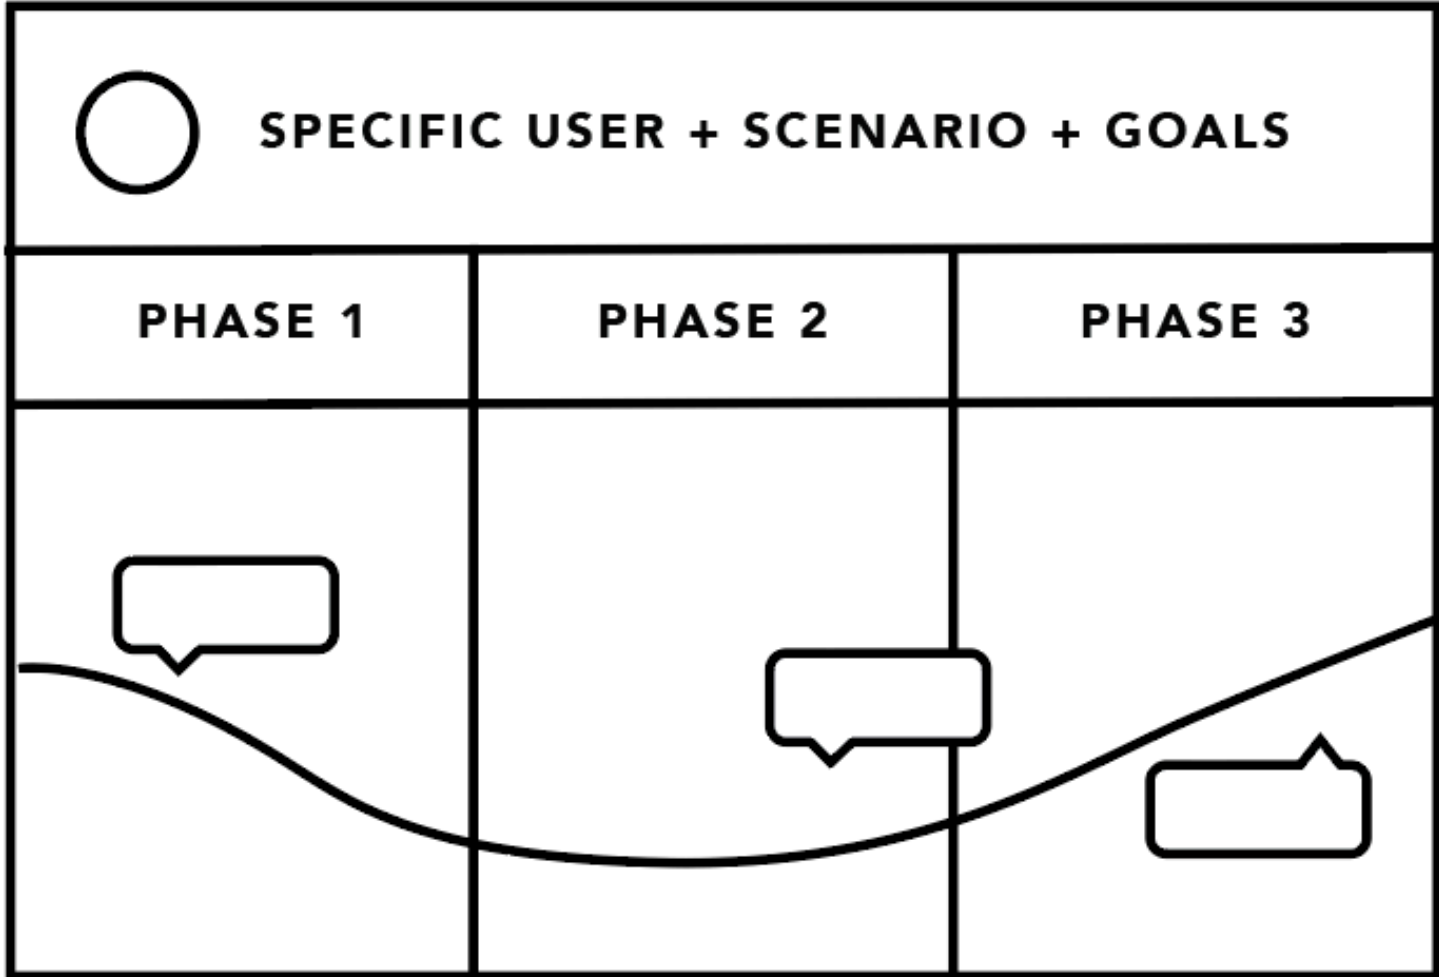 SPECIFIC USER + SCENARIO + GOALS
PHASE 1
PHASE 2
PHASE 3